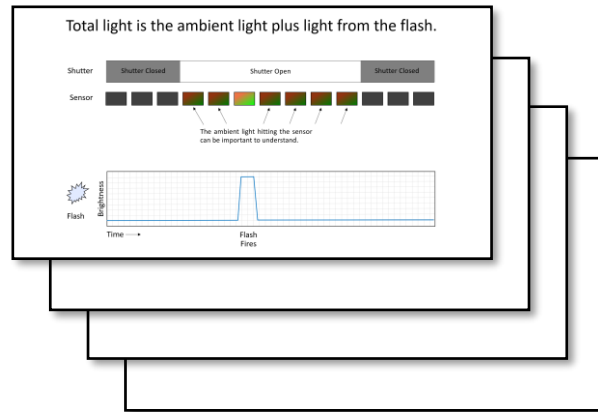 Total light is the ambient light plus light from the flash.
Shutter
Shutter Closed
Shutter Open
Shutter Closed
Sensor
The ambient light hitting the sensor
can be important to understand.
Flash
Brightness
Time
Flash
Fires